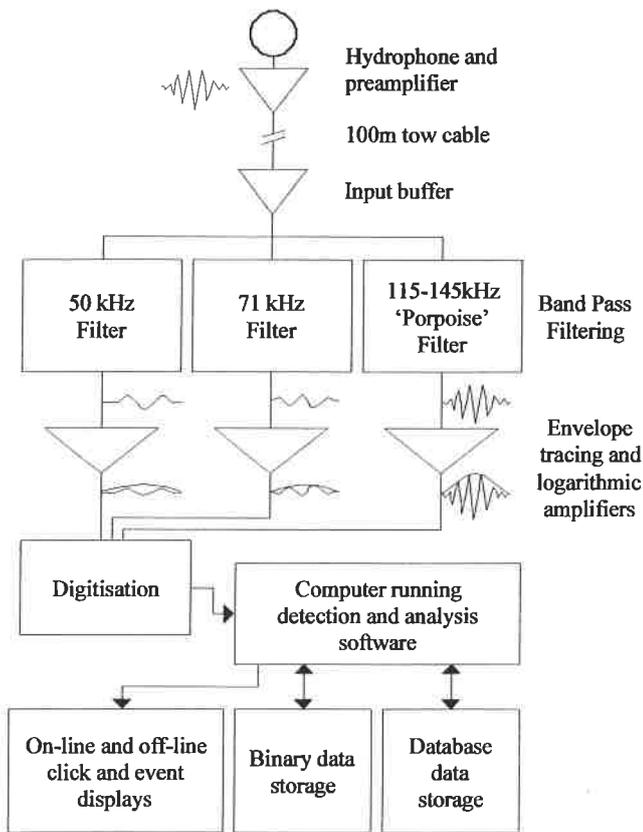 Hydrophone and
preamplifier
100m tow cable
Input buffer
50 kHz
Filter
71 kHz
Filter
115-145kHz
‘Porpoise’
Filter
Band Pass
Filtering
Envelope
tracing and
logarithmic
amplifiers
Digitisation
Computer running
detection and analysis
software
On-line and off-line
click and event
displays
Binary data
storage
Database
data
storage